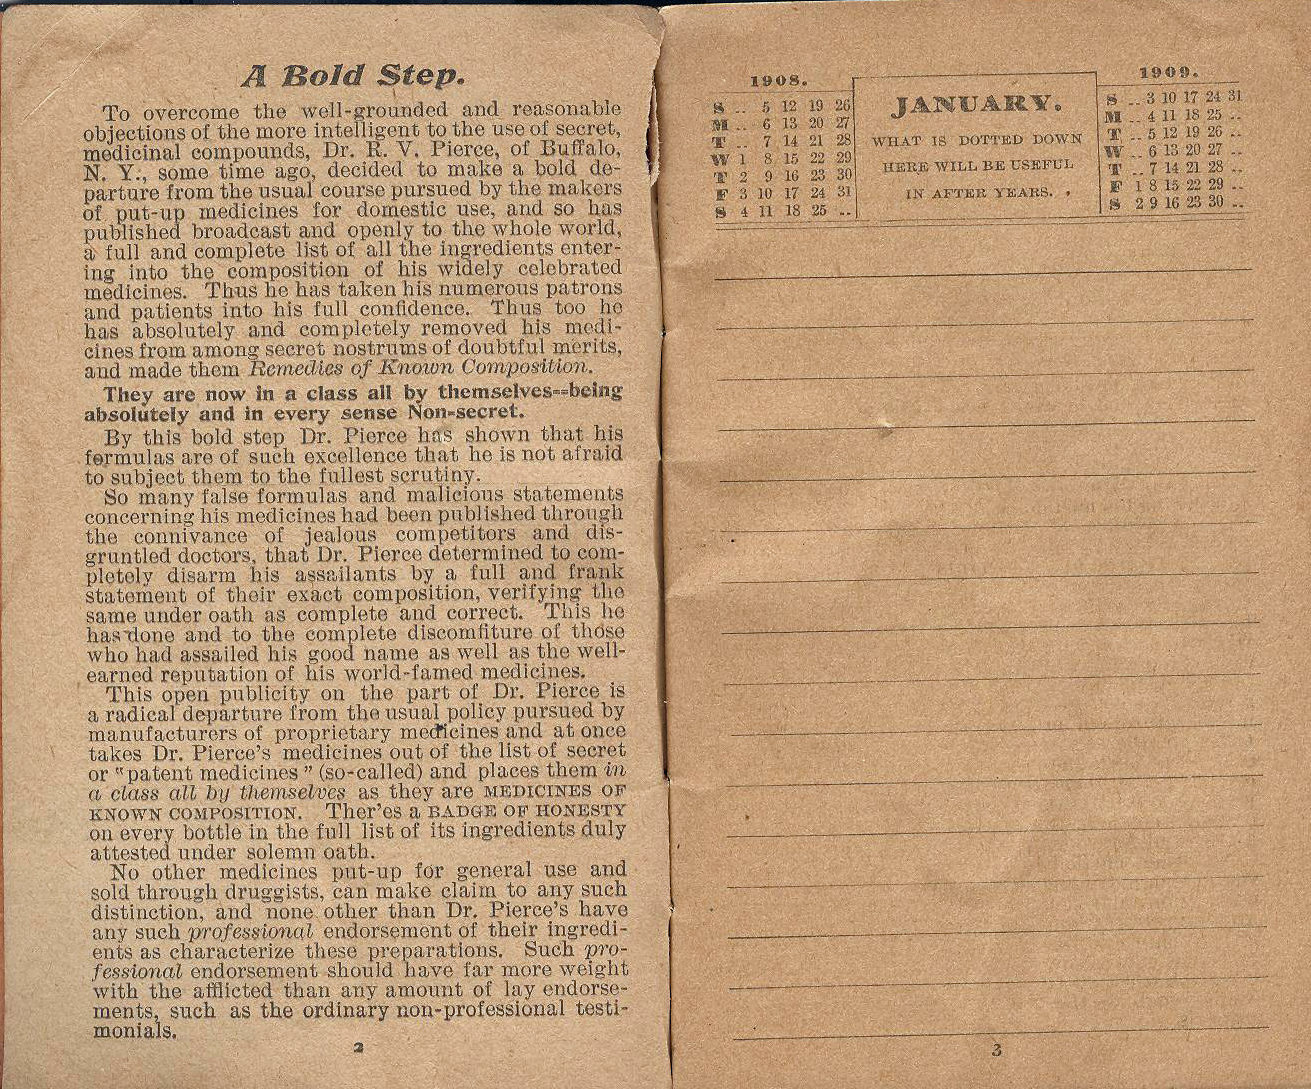 A Bold Step.
To overcome the well-grounded and reasonable
objections of the more intelligent to the use of secret,
medicinal compounds, Dr. R. V. Pierce, of Buffalo,
N. Y., some time ago, decided to make a bold de-
parture from the usual course pursued by the makers
of put-up medicines for domestic use, and so has
published broadcast and openly to the whole world,
a full and complete list of all the ingredients enter-
ing into the composition of his widely celebrated
medicines. Thus he has taken his numerous patrons
and patients into his full confidence. Thus too he
has absolutely and completely removed his medi-
cines from among secret nostrums of doubtful merits,
and made them Remedies of Known Composition.
They are now in a class all by themselves--being
absolutely and in every sense Non-secret.
By this bold step Dr. Pierce has shown that his
formulas are of such excellence that he is not afraid
to subject them to the fullest scrutiny.
So many false formulas and malicious statements
concerning his medicines had been published through
the connivance of jealous competitors and dis-
gruntled doctors, that Dr. Pierce determined to com-
pletely disarm his assailants by a full and frank
statement of their exact composition, verifying the
same under oath as complete and correct. This he
has done and to the complete discomfiture of those
who had assailed his good name as well as the well-
earned reputation of his world-famed medicines.
This open publicity on the part of Dr. Pierce is
a radical departure from the usual policy pursued by
manufacturers of proprietary medicines and at once
takes Dr. Pierce's medicines out of the list of secret
or "patent medicines" (so-called) and places them in
a class all by themselves as they are MEDICINES OF
KNOWN COMPOSITION. Ther'es a BADGE OF HONESTY
on every bottle in the full list of its ingredients duly
attested under solemn oath.
No other medicines put-up for general use and
sold through druggists, can make claim to any such
distinction, and none other than Dr. Pierce's have
any such professional endorsement of their ingredi-
ents as characterize these preparations. Such pro-
fessional endorsement should have far more weight
with the afflicted than any amount of lay endorse-
ments, such as the ordinary non-professional testi-
monials.
2
1908.
S .. 5 12 19 26
M .. 6 13 20 27
T .. 7 14 21 28
W 1 8 15 22 29
T 2 9 16 23 30
F 3 10 17 24 31
S 4 11 18 25 ..
JANUARY.
WHAT IS DOTTED DOWN
HERE WILL BE USEFUL
IN AFTER YEARS.
1909.
S .. 3 10 17 24 31
M .. 4 11 18 25 ..
T .. 5 12 19 26 ..
W .. 6 13 20 27 ..
T .. 7 14 21 28 ..
F 1 8 15 22 29 ..
S 2 9 16 23 30 ..
3